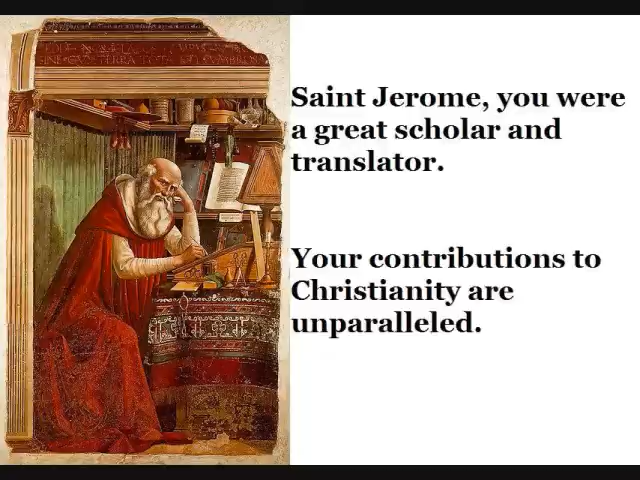 Saint Jerome, you were
a great scholar and
translator.
Your contributions to
Christianity are
unparalleled.